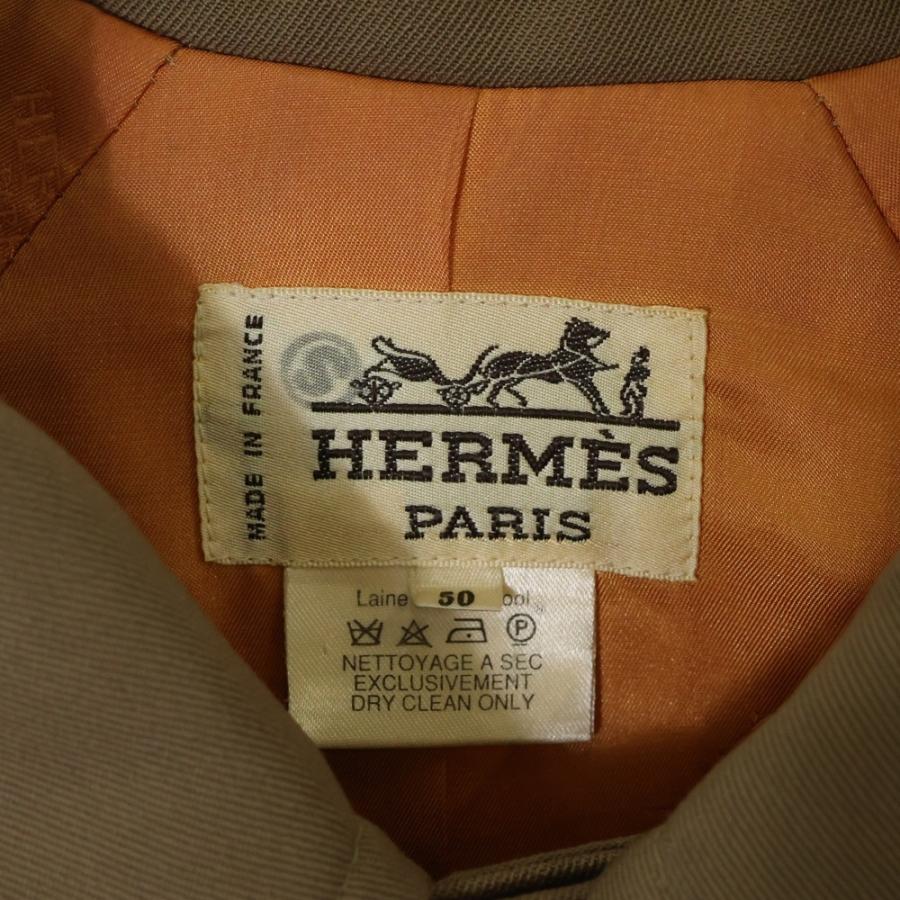 MADE IN FRANCE
HERMÈS
PARIS
Laine 50
NETTOYAGE A SEC
EXCLUSIVEMENT
DRY CLEAN ONLY